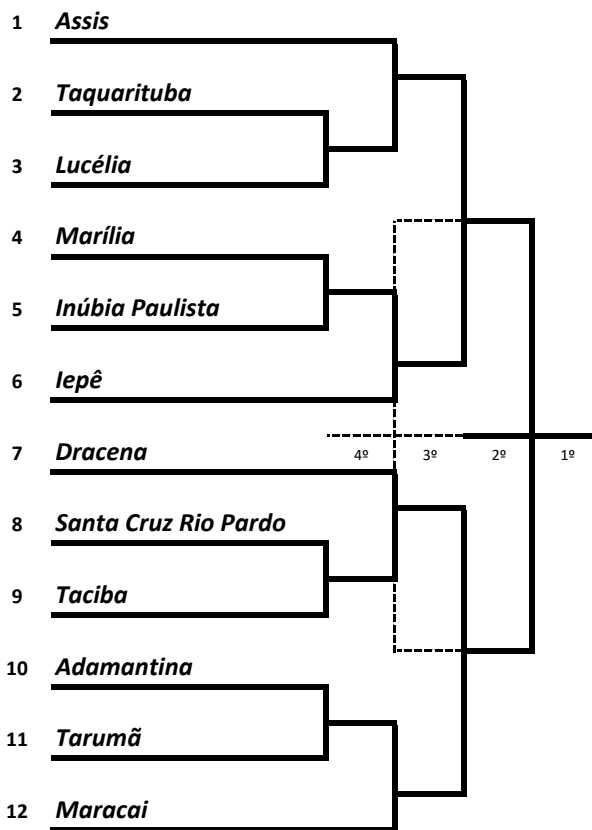 1 Assis
2 Taquarituba
3 Lucélia
4 Marília
5 Inúbia Paulista
6 Iepê
7 Dracena
4º 3º 2º 1º
8 Santa Cruz Rio Pardo
9 Taciba
10 Adamantina
11 Tarumã
12 Maracai